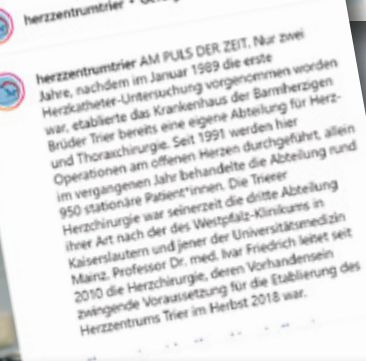 herzzentrumtrier •
herzzentrumtrier AM PULS DER ZEIT. Nur zwei
Jahre, nachdem im Januar 1989 die erste
Herzkatheter-Untersuchung vorgenommen worden
war, etablierte das Krankenhaus der Barmherzigen
Brüder Trier bereits eine eigene Abteilung für Herz-
und Thoraxchirurgie. Seit 1991 werden hier
Operationen am offenen Herzen durchgeführt, allein
im vergangenen Jahr behandelte die Abteilung rund
950 stationäre Patient*innen. Die Trierer
Herzchirurgie war seinerzeit die dritte Abteilung
ihrer Art nach der des Westpfalz-Klinikums in
Kaiserslautern und jener der Universitätsmedizin
Mainz. Professor Dr. med. Ivar Friedrich leitet seit
2010 die Herzchirurgie, deren Vorhandensein
zwingende Voraussetzung für die Etablierung des
Herzzentrums Trier im Herbst 2018 war.